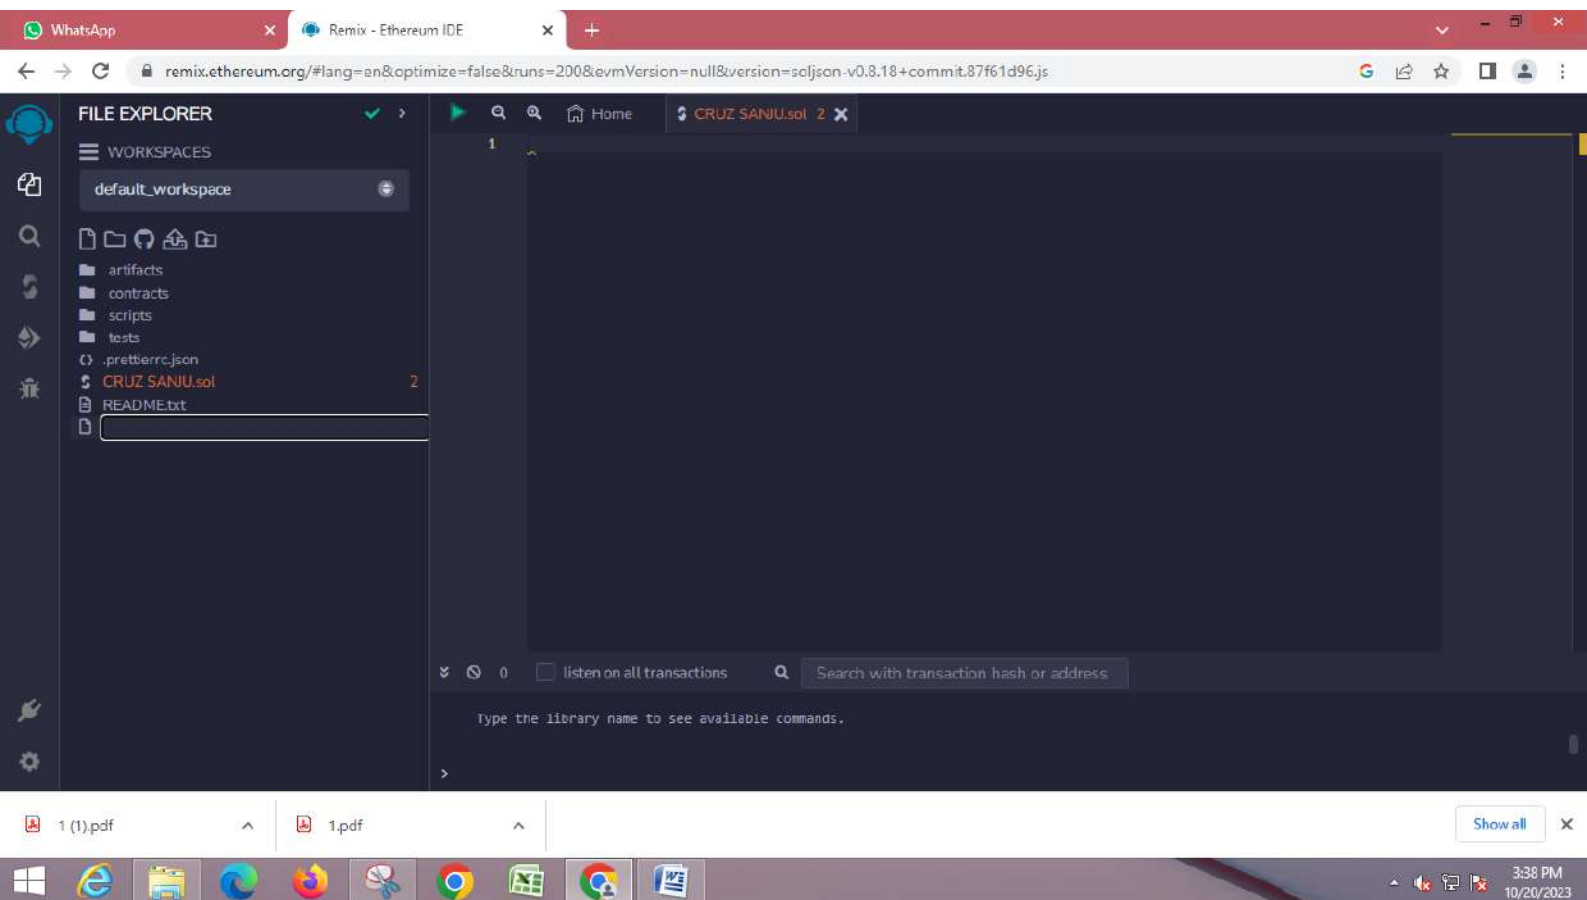 WhatsApp
Remix - Ethereum IDE
remix.ethereum.org/#lang=en&optimize=false&runs=200&evmVersion=null&version=soljson-v0.8.18+commit.87f61d96.js
FILE EXPLORER
Home
CRUZ SANJU.sol 2
WORKSPACES
1
default_workspace
artifacts
contracts
scripts
tests
.prettierrc.json
CRUZ SANJU.sol 2
README.txt
0 listen on all transactions
Search with transaction hash or address
Type the library name to see available commands.
>
1 (1).pdf
1.pdf
Show all
3:38 PM
10/20/2023